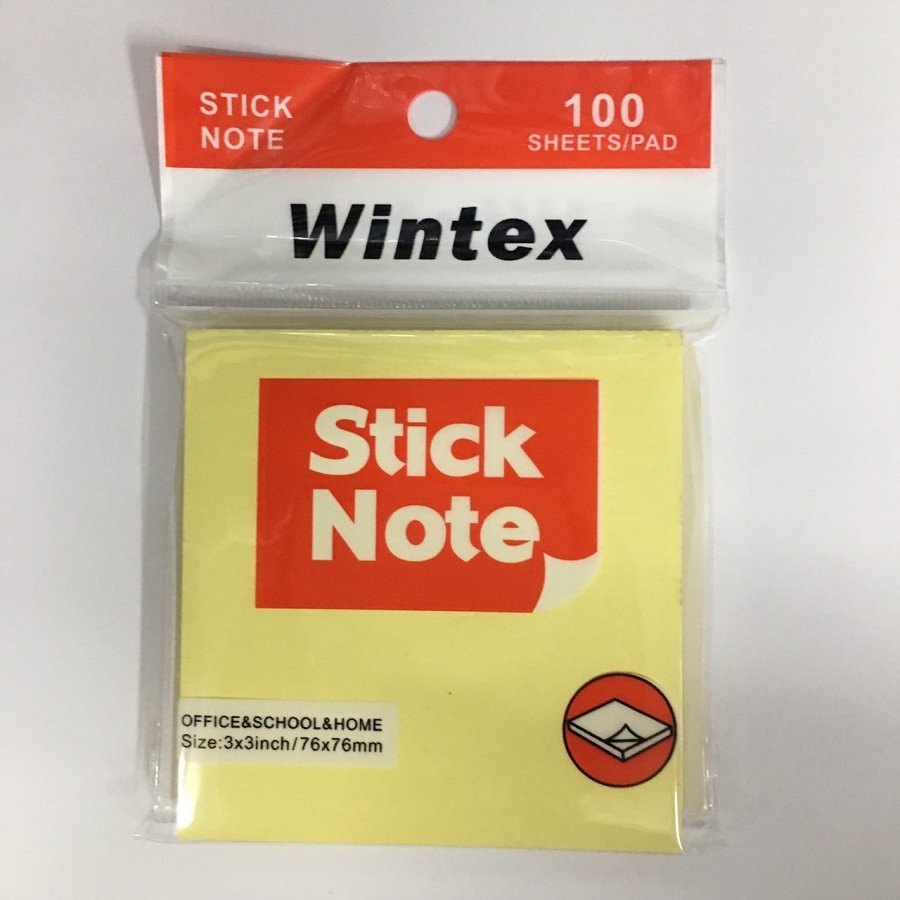 STICK
NOTE
100
SHEETS/PAD
Wintex
Stick
Note
OFFICE&SCHOOL&HOME
Size:3x3inch/76x76mm